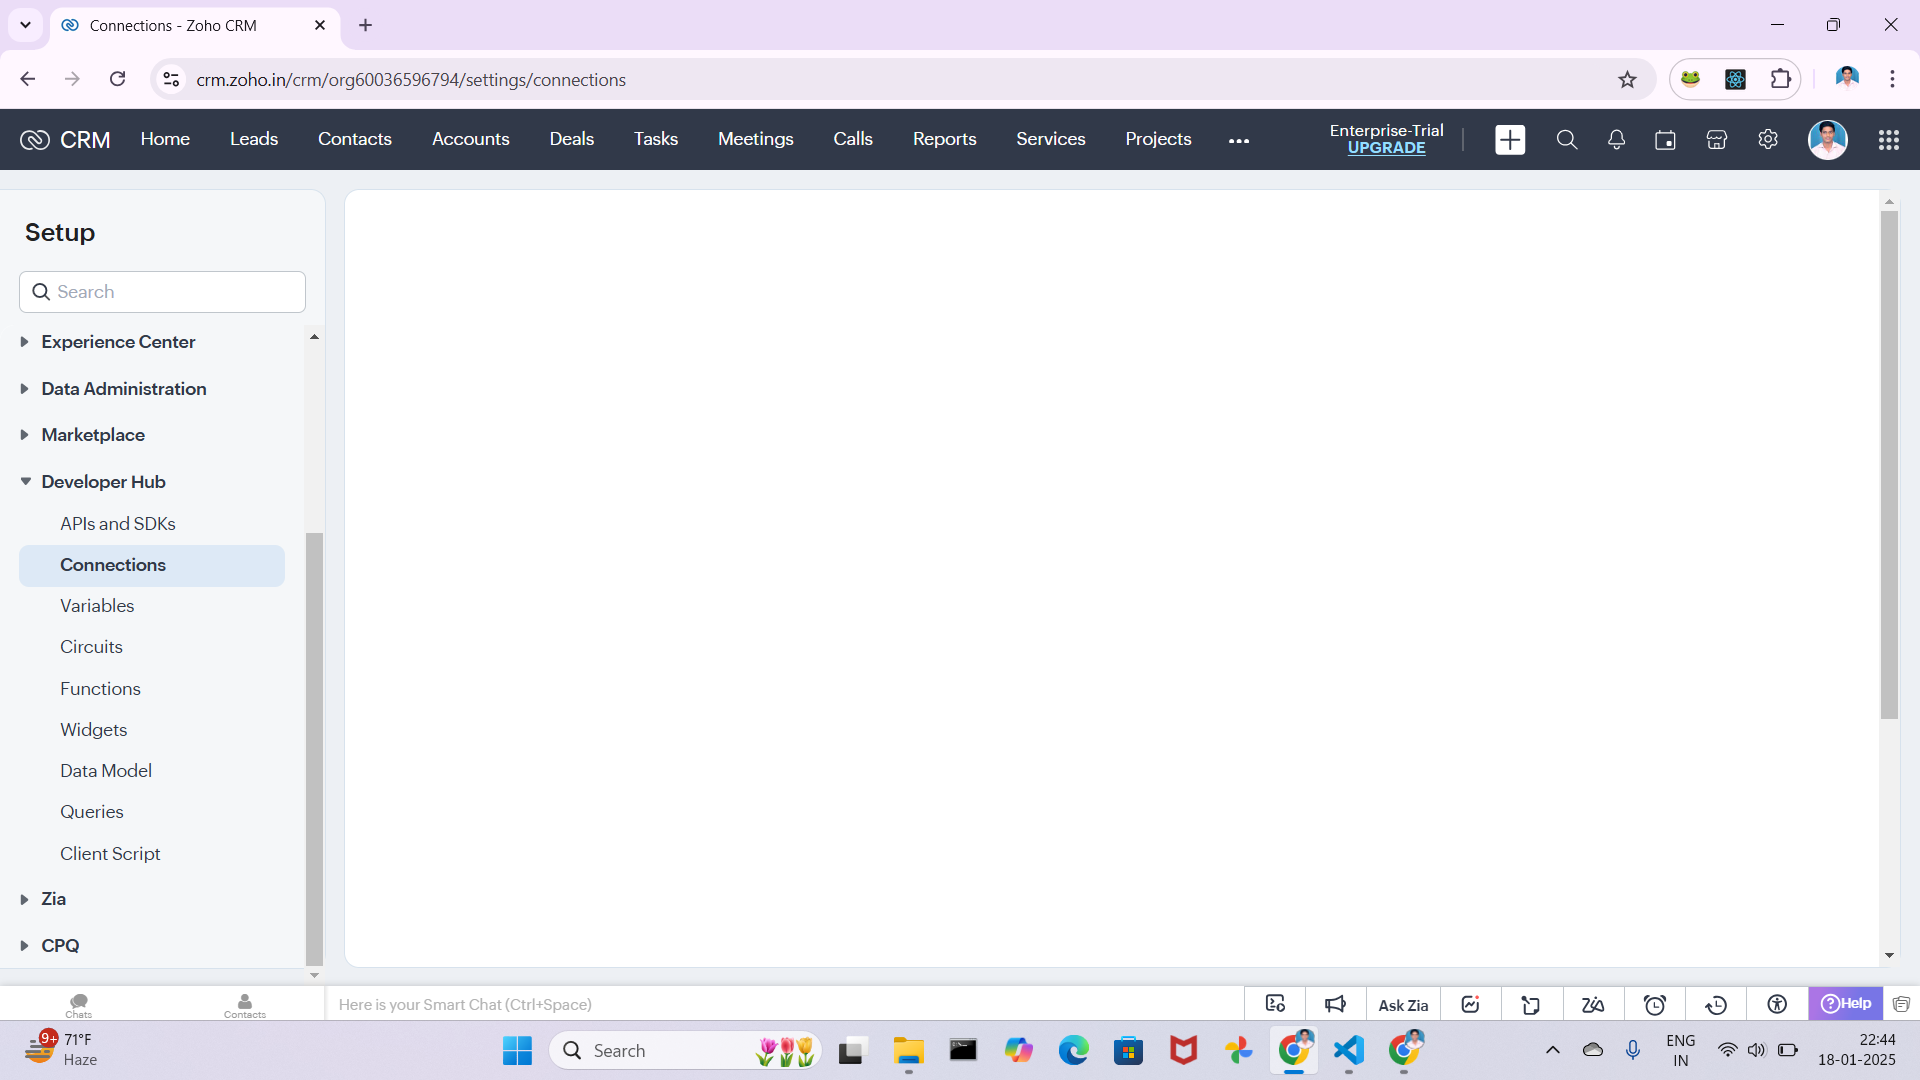 Connections - Zoho CRM
crm.zoho.in/crm/org60036596794/settings/connections
CRM
Home
Leads
Contacts
Accounts
Deals
Tasks
Meetings
Calls
Reports
Services
Projects
Enterprise-Trial
UPGRADE
Setup
Search
Experience Center
Data Administration
Marketplace
Developer Hub
APIs and SDKs
Connections
Variables
Circuits
Functions
Widgets
Data Model
Queries
Client Script
Zia
CPQ
Chats
Contacts
Here is your Smart Chat (Ctrl+Space)
Ask Zia
Help
9+
71°F
Haze
Search
ENG
IN
22:44
18-01-2025